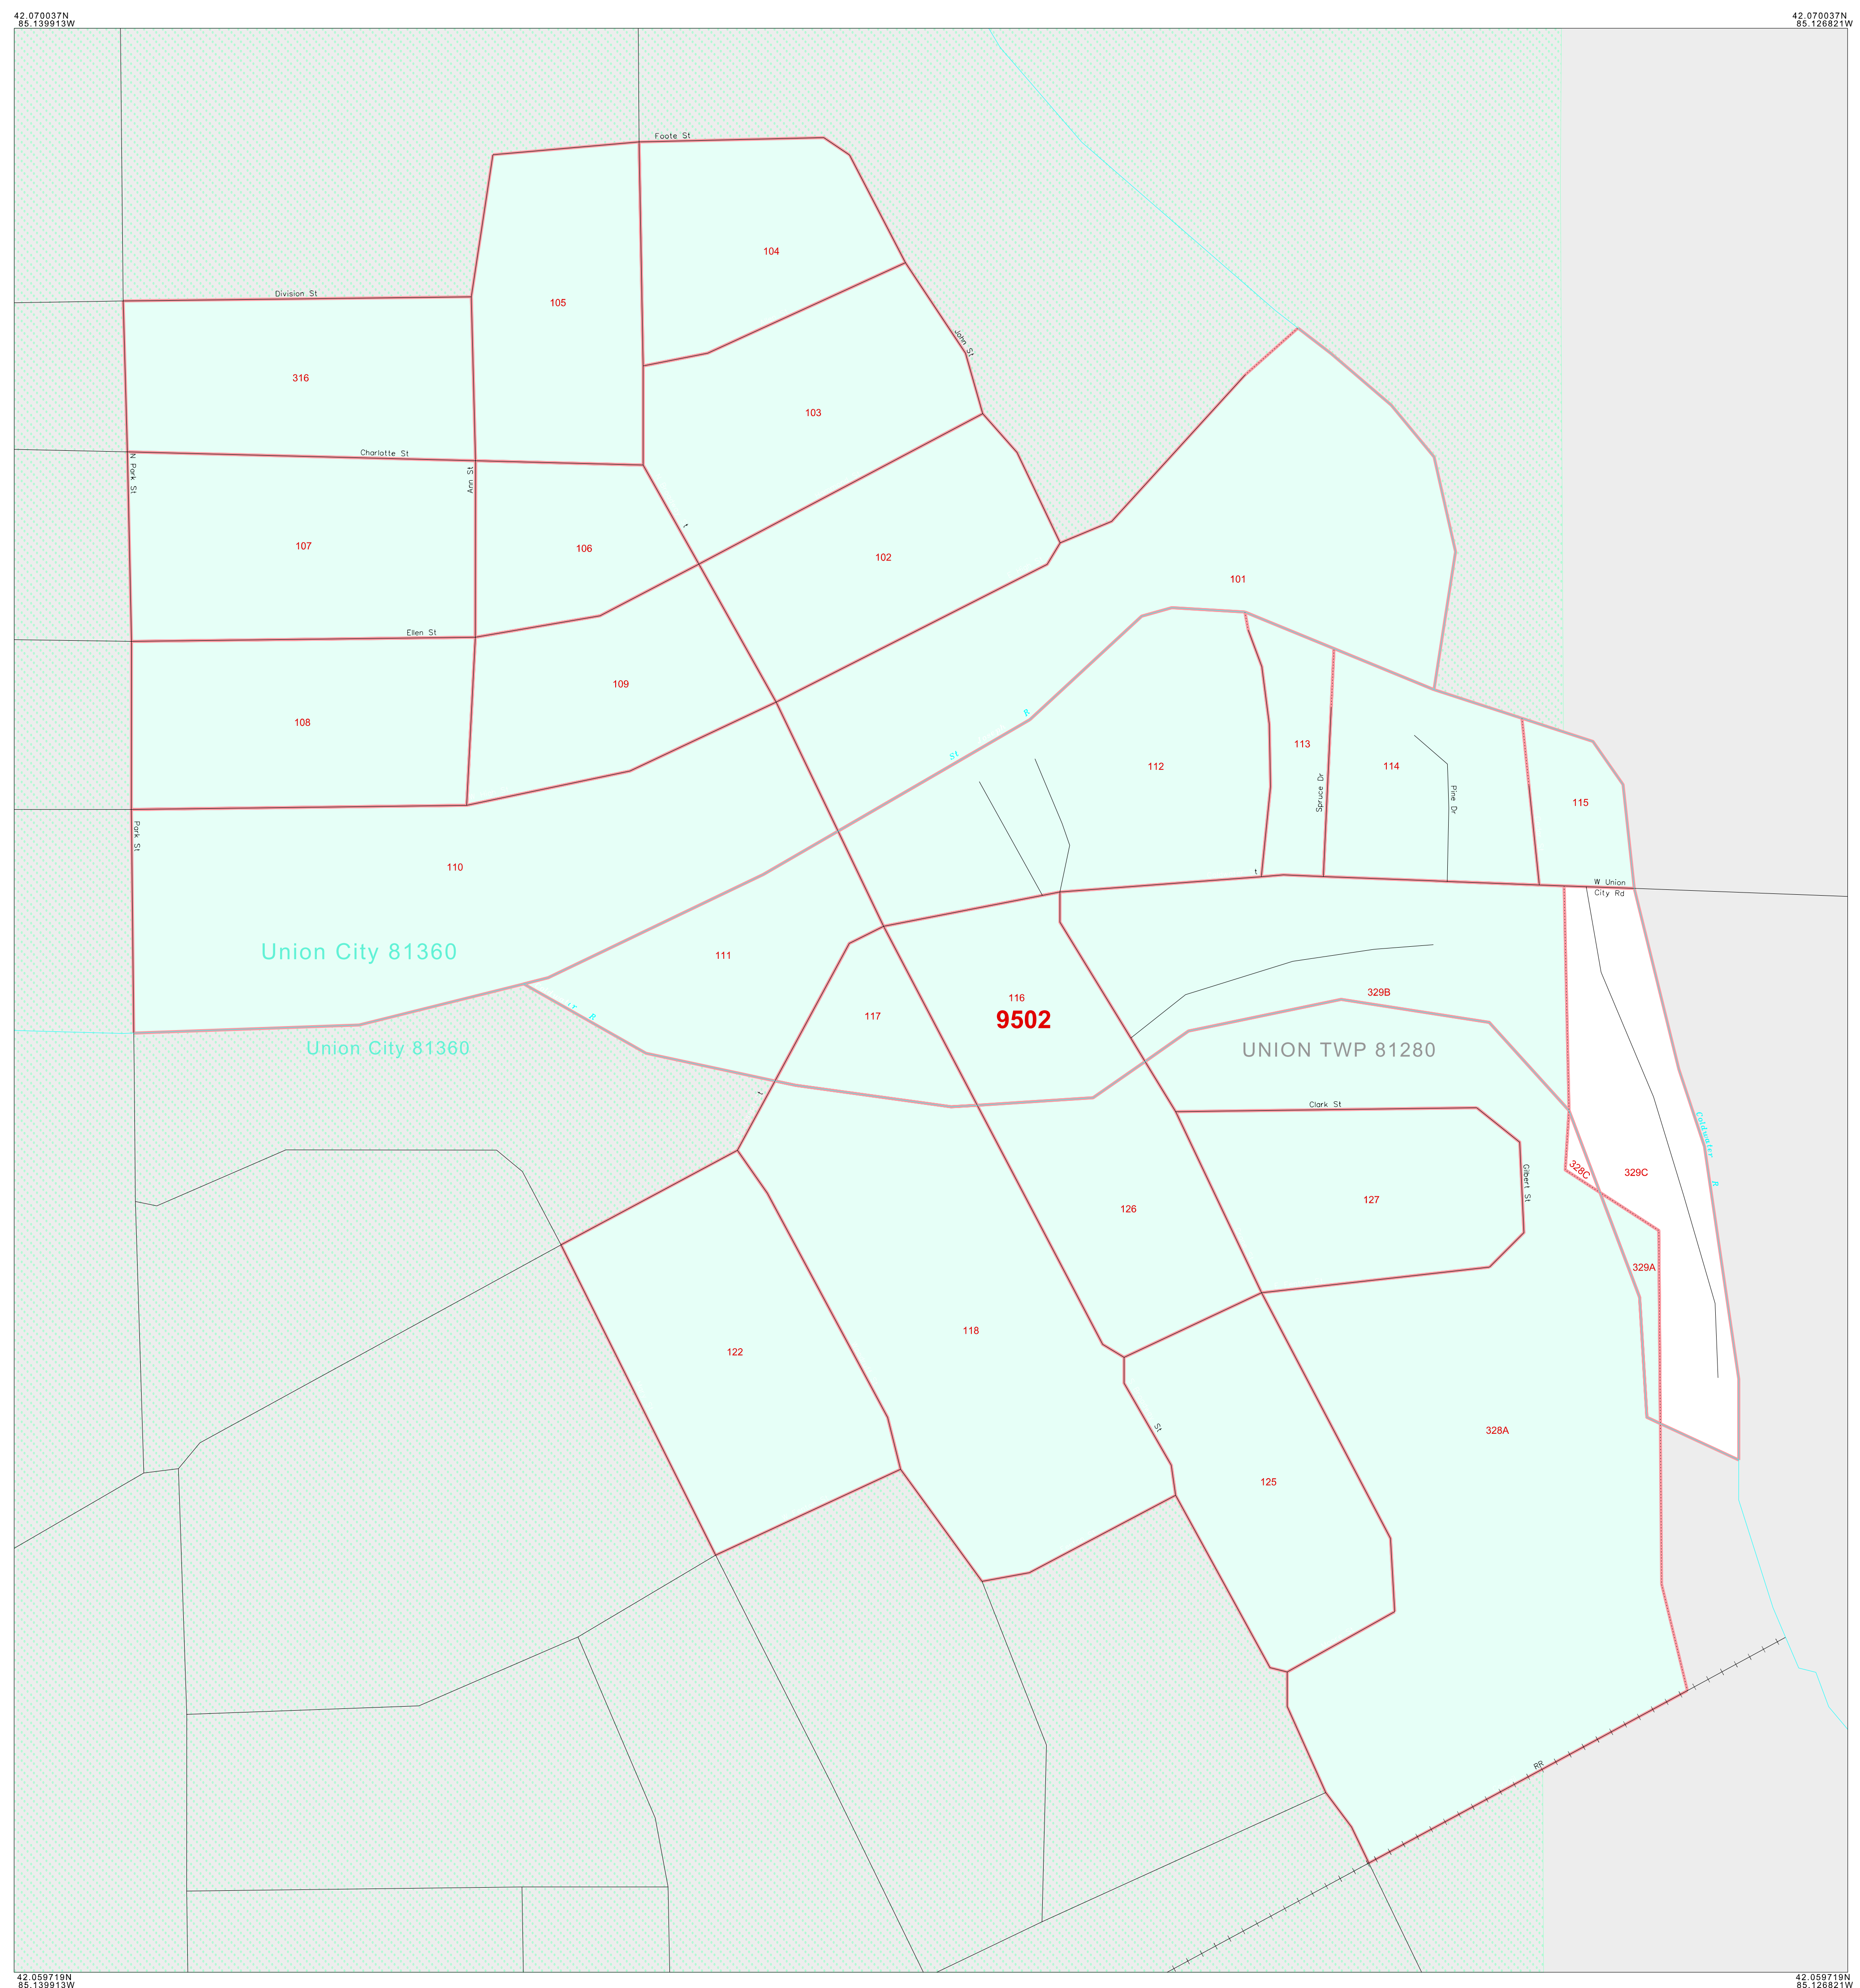 42.070037N
85.139913W
42.070037N
85.126821W
Foote St
104
Division St
105
John St
316
103
Charlotte St
N Park St
Ann St
t
107
106
102
101
Ellen St
109
108
R
St
112
113
114
115
Spruce Dr
Pine Dr
Park St
110
t
W Union
City Rd
Union City 81360
111
116
329B
9502
117
R
Union City 81360
UNION TWP 81280
t
Clark St
Coldwater
R
328C
329C
Gilbert St
127
126
329A
118
122
St
328A
125
RR
42.059719N
85.139913W
42.059719N
85.126821W